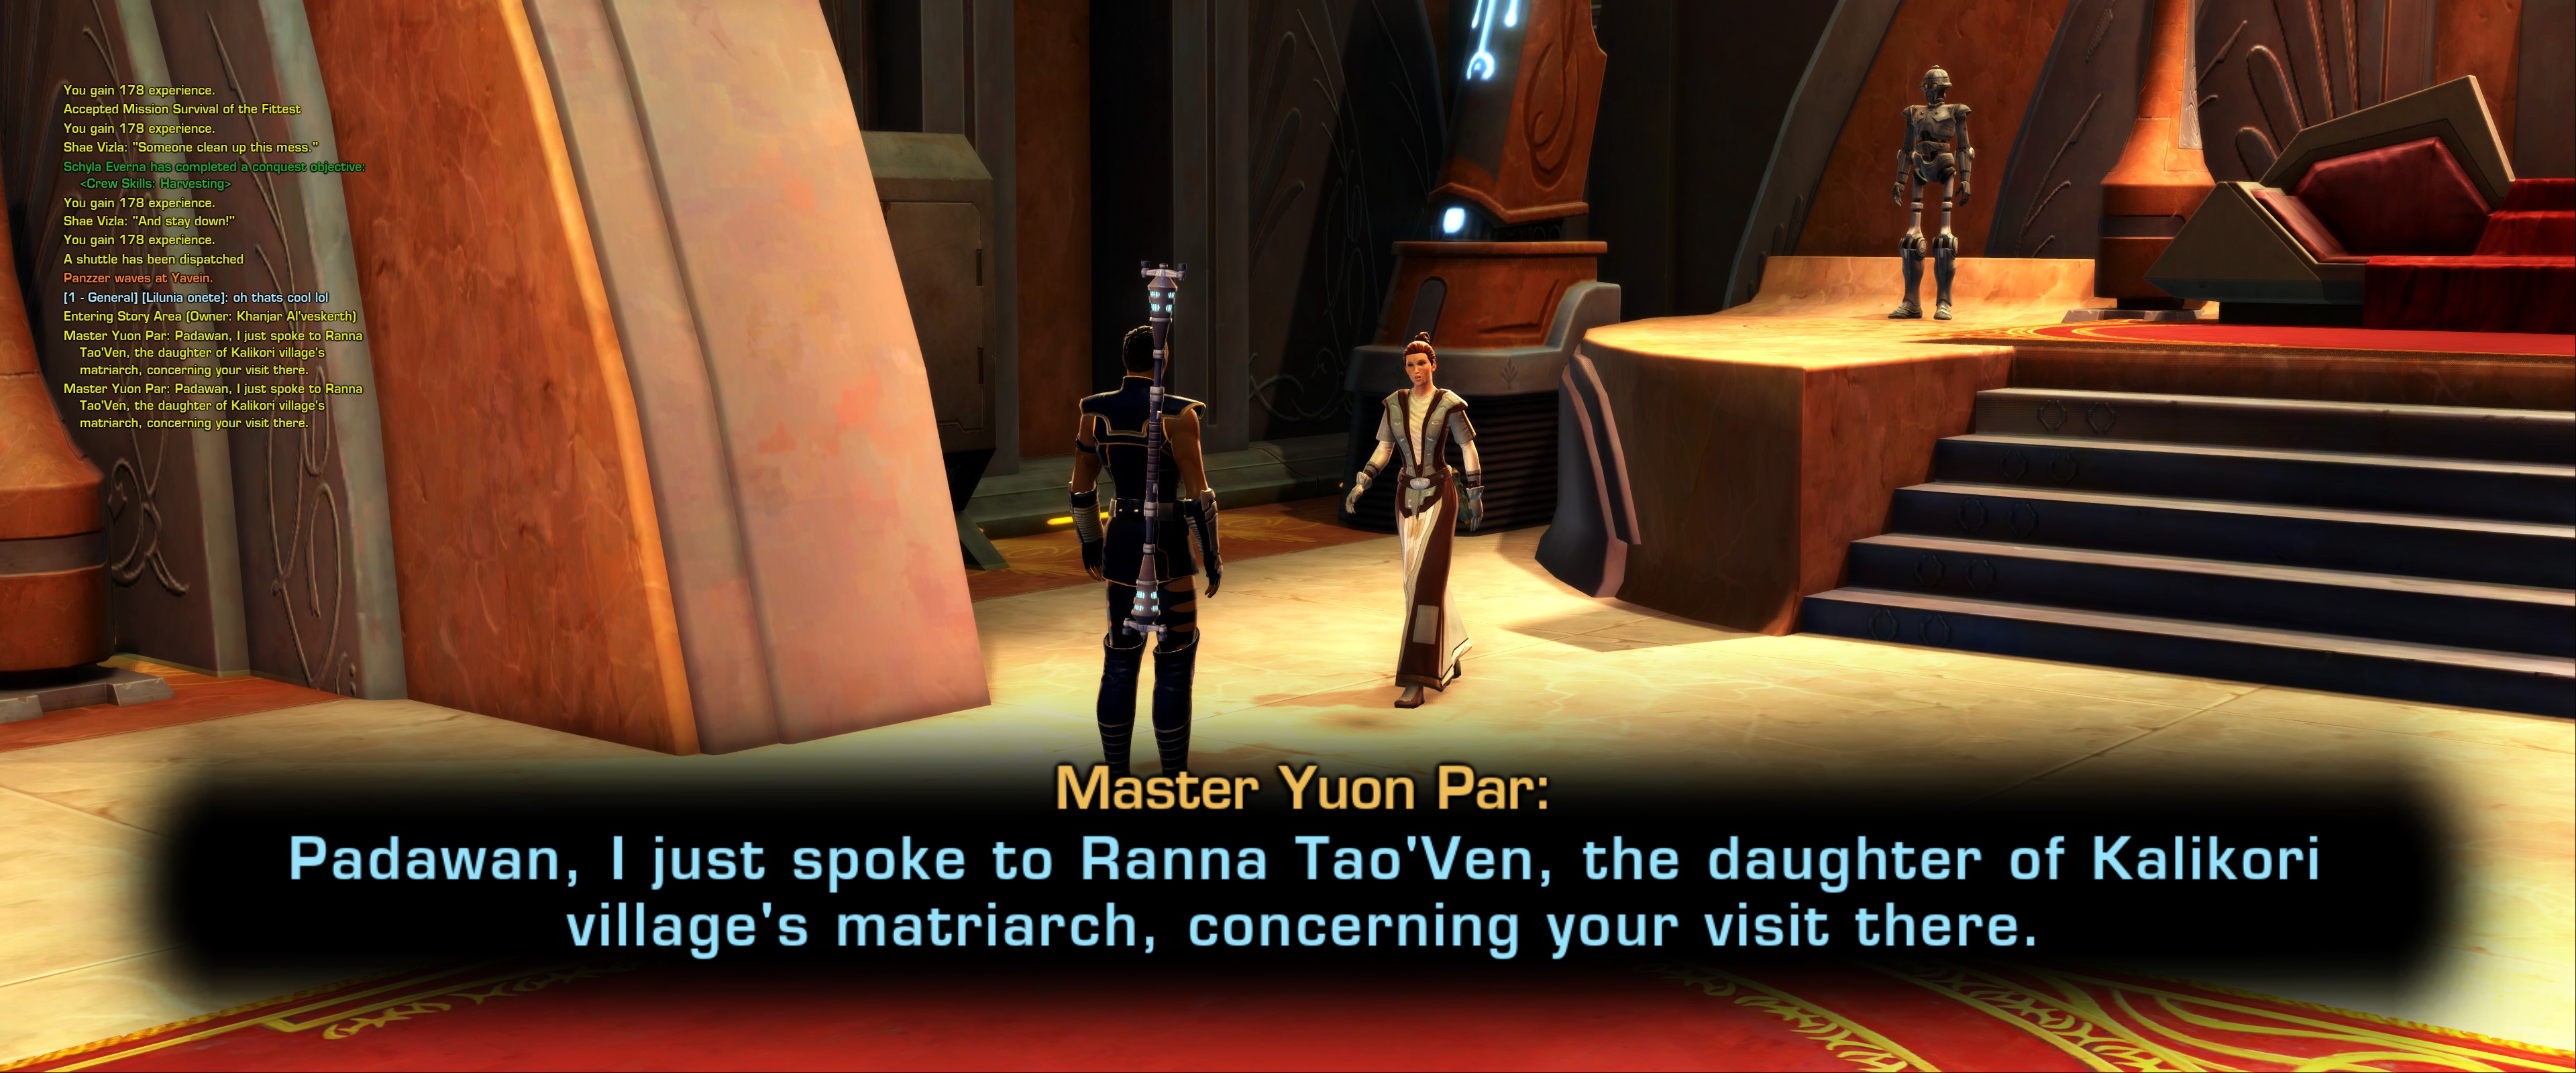 You gain 178 experience.
Accepted Mission Survival of the Fittest
You gain 178 experience.
Shae Vizla: "Someone clean up this mess."
Schyla Everna has completed a conquest objective:
<Crew Skills: Harvesting>
You gain 178 experience.
Shae Vizla: "And stay down!"
You gain 178 experience.
A shuttle has been dispatched
Panzzer waves at Yavein.
[1 - General] [Lilunia onete]: oh thats cool lol
Entering Story Area (Owner: Khanjar Al'veskerth)
Master Yuon Par: Padawan, I just spoke to Ranna
Tao'Ven, the daughter of Kalikori village's
matriarch, concerning your visit there.
Master Yuon Par: Padawan, I just spoke to Ranna
Tao'Ven, the daughter of Kalikori village's
matriarch, concerning your visit there.
Master Yuon Par:
Padawan, I just spoke to Ranna Tao'Ven, the daughter of Kalikori
village's matriarch, concerning your visit there.